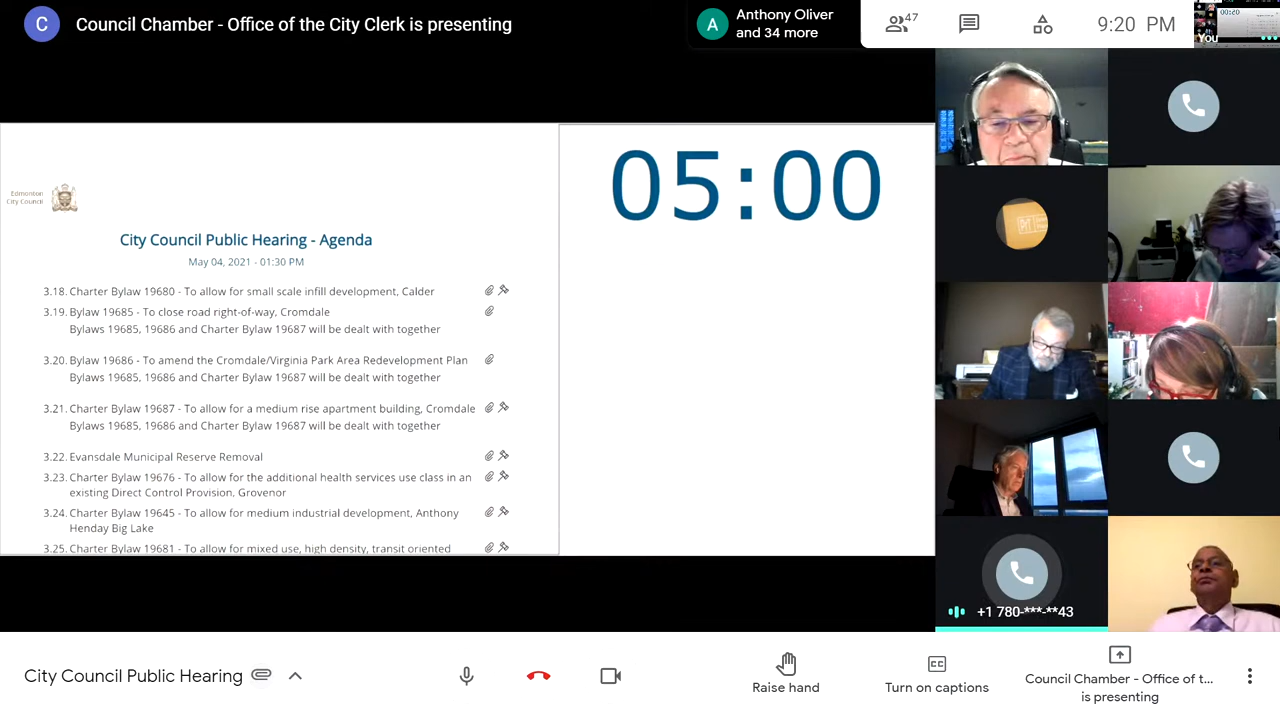 C
Council Chamber - Office of the City Clerk is presenting
A
Anthony Oliver
and 34 more
47
9:20 PM
You
Edmonton
City Council
City Council Public Hearing - Agenda
May 04, 2021 - 01:30 PM
3.18. Charter Bylaw 19680 - To allow for small scale infill development, Calder
3.19. Bylaw 19685 - To close road right-of-way, Cromdale
Bylaws 19685, 19686 and Charter Bylaw 19687 will be dealt with together
3.20. Bylaw 19686 - To amend the Cromdale/Virginia Park Area Redevelopment Plan
Bylaws 19685, 19686 and Charter Bylaw 19687 will be dealt with together
3.21. Charter Bylaw 19687 - To allow for a medium rise apartment building, Cromdale
Bylaws 19685, 19686 and Charter Bylaw 19687 will be dealt with together
3.22. Evansdale Municipal Reserve Removal
3.23. Charter Bylaw 19676 - To allow for the additional health services use class in an
existing Direct Control Provision, Grovenor
3.24. Charter Bylaw 19645 - To allow for medium industrial development, Anthony
Henday Big Lake
3.25. Charter Bylaw 19681 - To allow for mixed use, high density, transit oriented
05:00
+1 780-***-**43
City Council Public Hearing
Raise hand
CC
Turn on captions
Council Chamber - Office of t...
is presenting